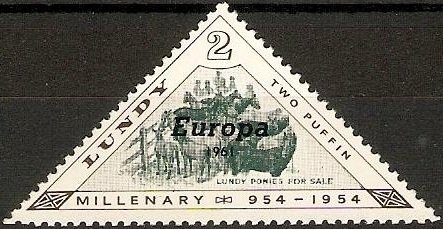 2
LUNDY
TWO PUFFIN
Europa
1961
LUNDY PONIES FOR SALE
MILLENARY 954-1954